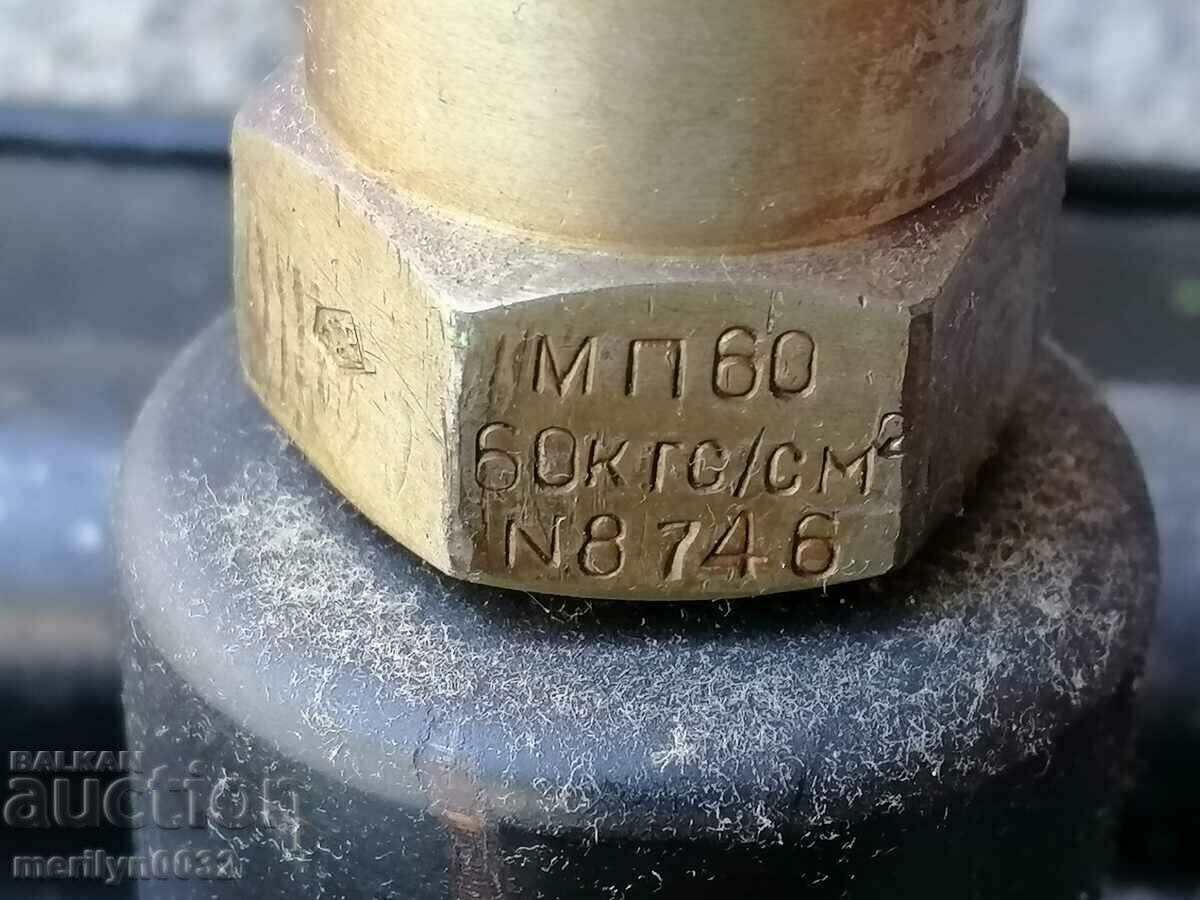 МП60
60кгс/см²
N8746
BALKAN
auction
merilyn0032